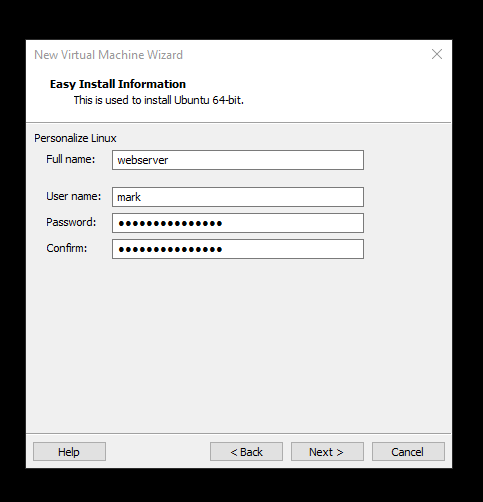 New Virtual Machine Wizard
Easy Install Information
This is used to install Ubuntu 64-bit.
Personalize Linux
Full name: webserver
User name: mark
Password: ●●●●●●●●●●●●●●●
Confirm: ●●●●●●●●●●●●●●●
Help < Back Next > Cancel